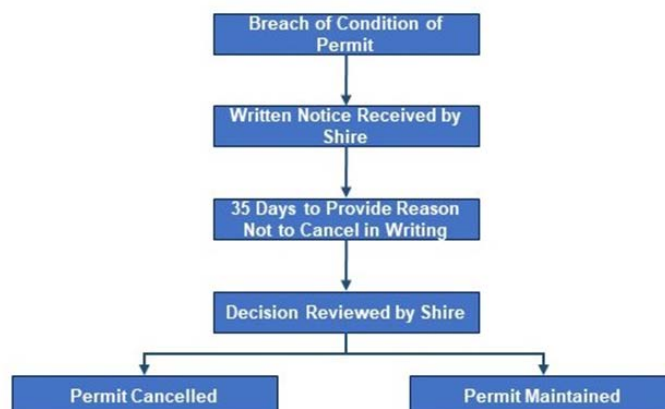 Breach of Condition of
Permit
Written Notice Received by
Shire
35 Days to Provide Reason
Not to Cancel in Writing
Decision Reviewed by Shire
Permit Cancelled
Permit Maintained